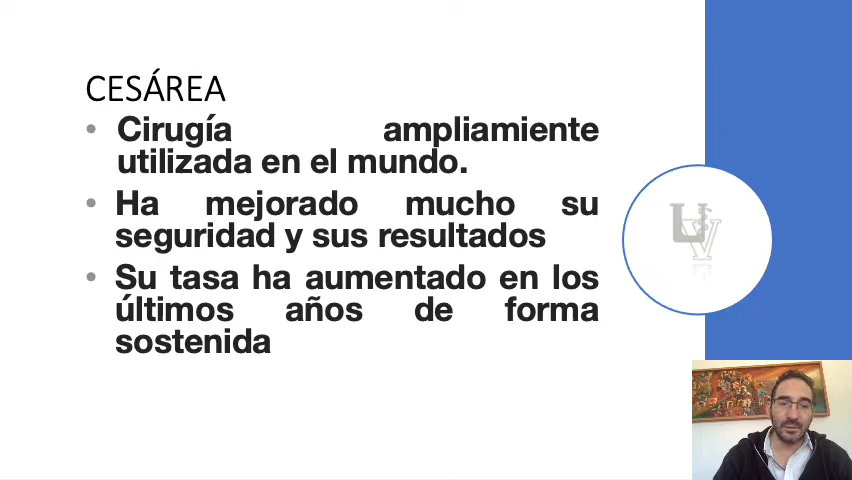 CESÁREA
• Cirugía ampliamiente
utilizada en el mundo.
• Ha mejorado mucho su
seguridad y sus resultados
• Su tasa ha aumentado en los
últimos años de forma
sostenida
UV